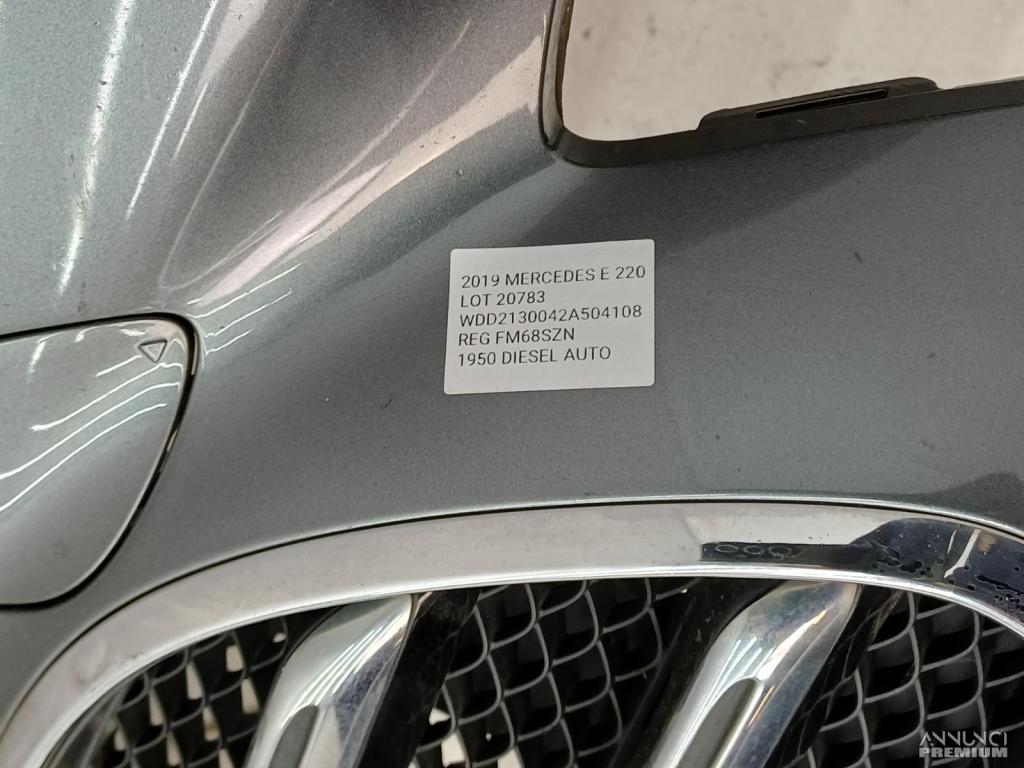 2019 MERCEDES E 220
LOT 20783
WDD2130042A504108
REG FM68SZN
1950 DIESEL AUTO
ANNUNCI
PREMIUM